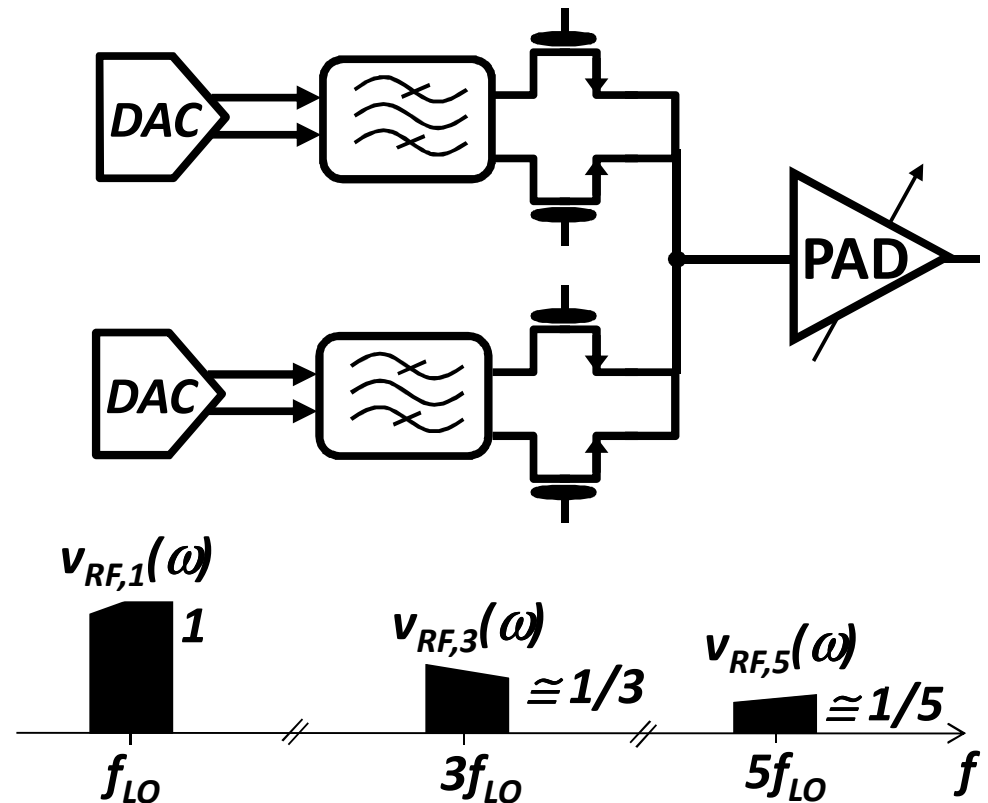 DAC
PAD
DAC
v_RF,1(ω)
1
v_RF,3(ω)
≅ 1/3
v_RF,5(ω)
≅ 1/5
f_LO
3f_LO
5f_LO
f